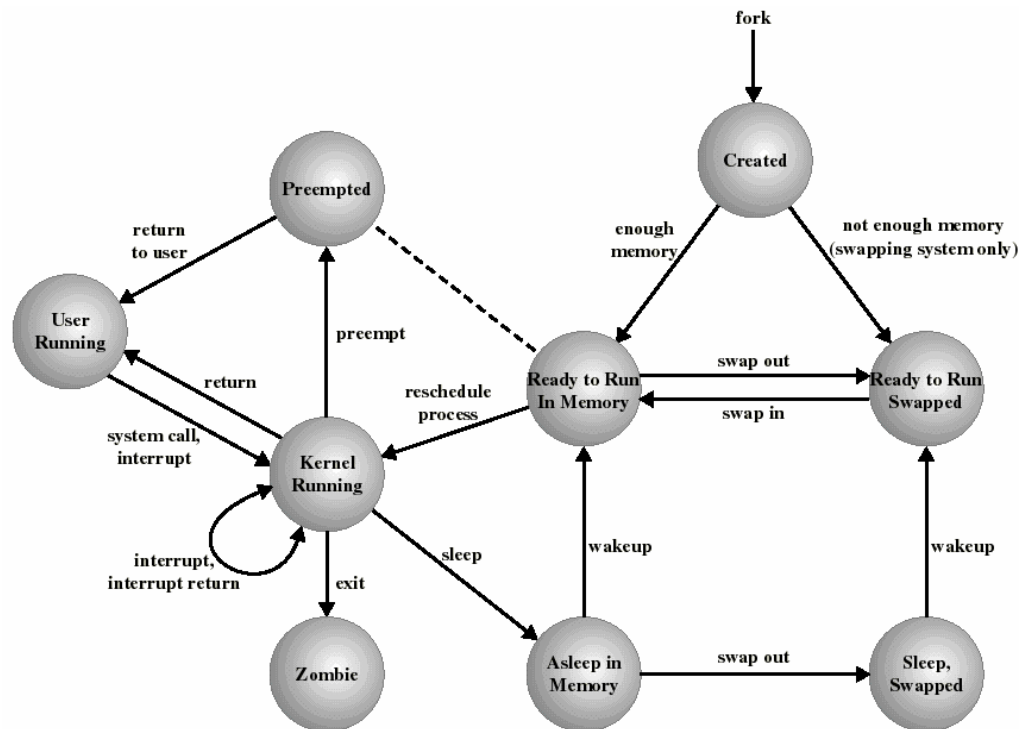 fork
Created
Preempted
return
to user
enough
memory
not enough memory
(swapping system only)
User
Running
preempt
return
reschedule
process
Ready to Run
In Memory
swap out
swap in
Ready to Run
Swapped
system call,
interrupt
Kernel
Running
interrupt,
interrupt return
sleep
exit
wakeup
wakeup
Zombie
Asleep in
Memory
swap out
Sleep,
Swapped